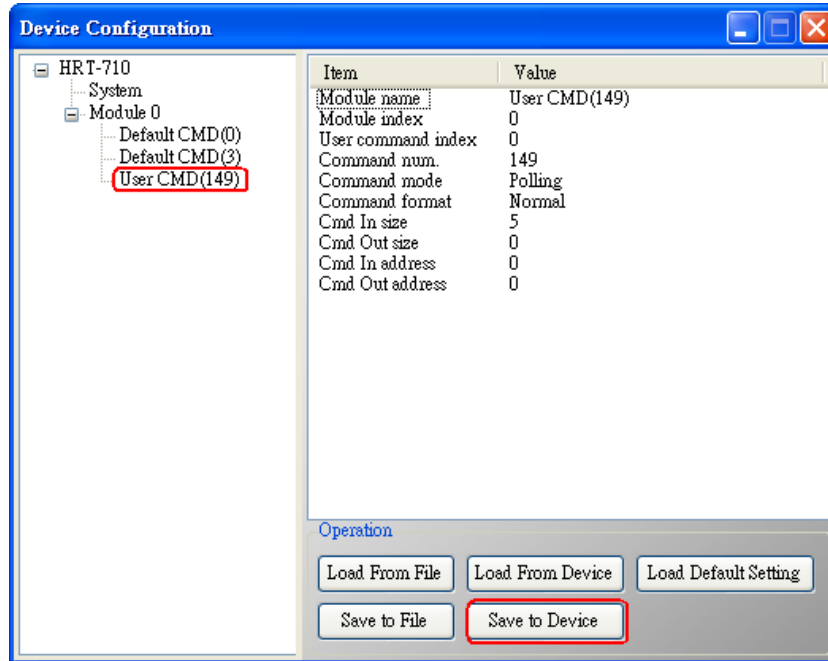 Device Configuration
HRT-710
System
Module 0
Default CMD(0)
Default CMD(3)
User CMD(149)
Item Value
Module name User CMD(149)
Module index 0
User command index 0
Command num. 149
Command mode Polling
Command format Normal
Cmd In size 5
Cmd Out size 0
Cmd In address 0
Cmd Out address 0
Operation
Load From File Load From Device Load Default Setting
Save to File Save to Device